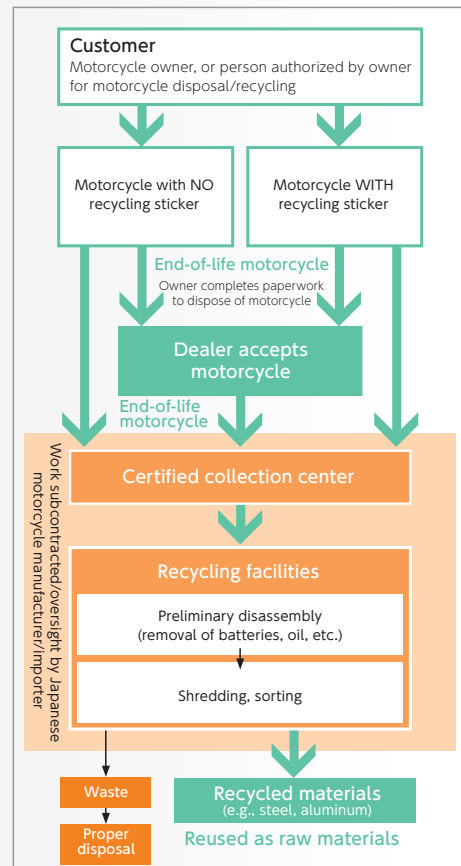 Customer
Motorcycle owner, or person authorized by owner
for motorcycle disposal/recycling
Motorcycle with NO
recycling sticker
Motorcycle WITH
recycling sticker
End-of-life motorcycle
Owner completes paperwork
to dispose of motorcycle
Dealer accepts
motorcycle
End-of-life
motorcycle
Work subcontracted/oversight by Japanese
motorcycle manufacturer/importer
Certified collection center
Recycling facilities
Preliminary disassembly
(removal of batteries, oil, etc.)
Shredding, sorting
Waste
Proper
disposal
Recycled materials
(e.g., steel, aluminum)
Reused as raw materials